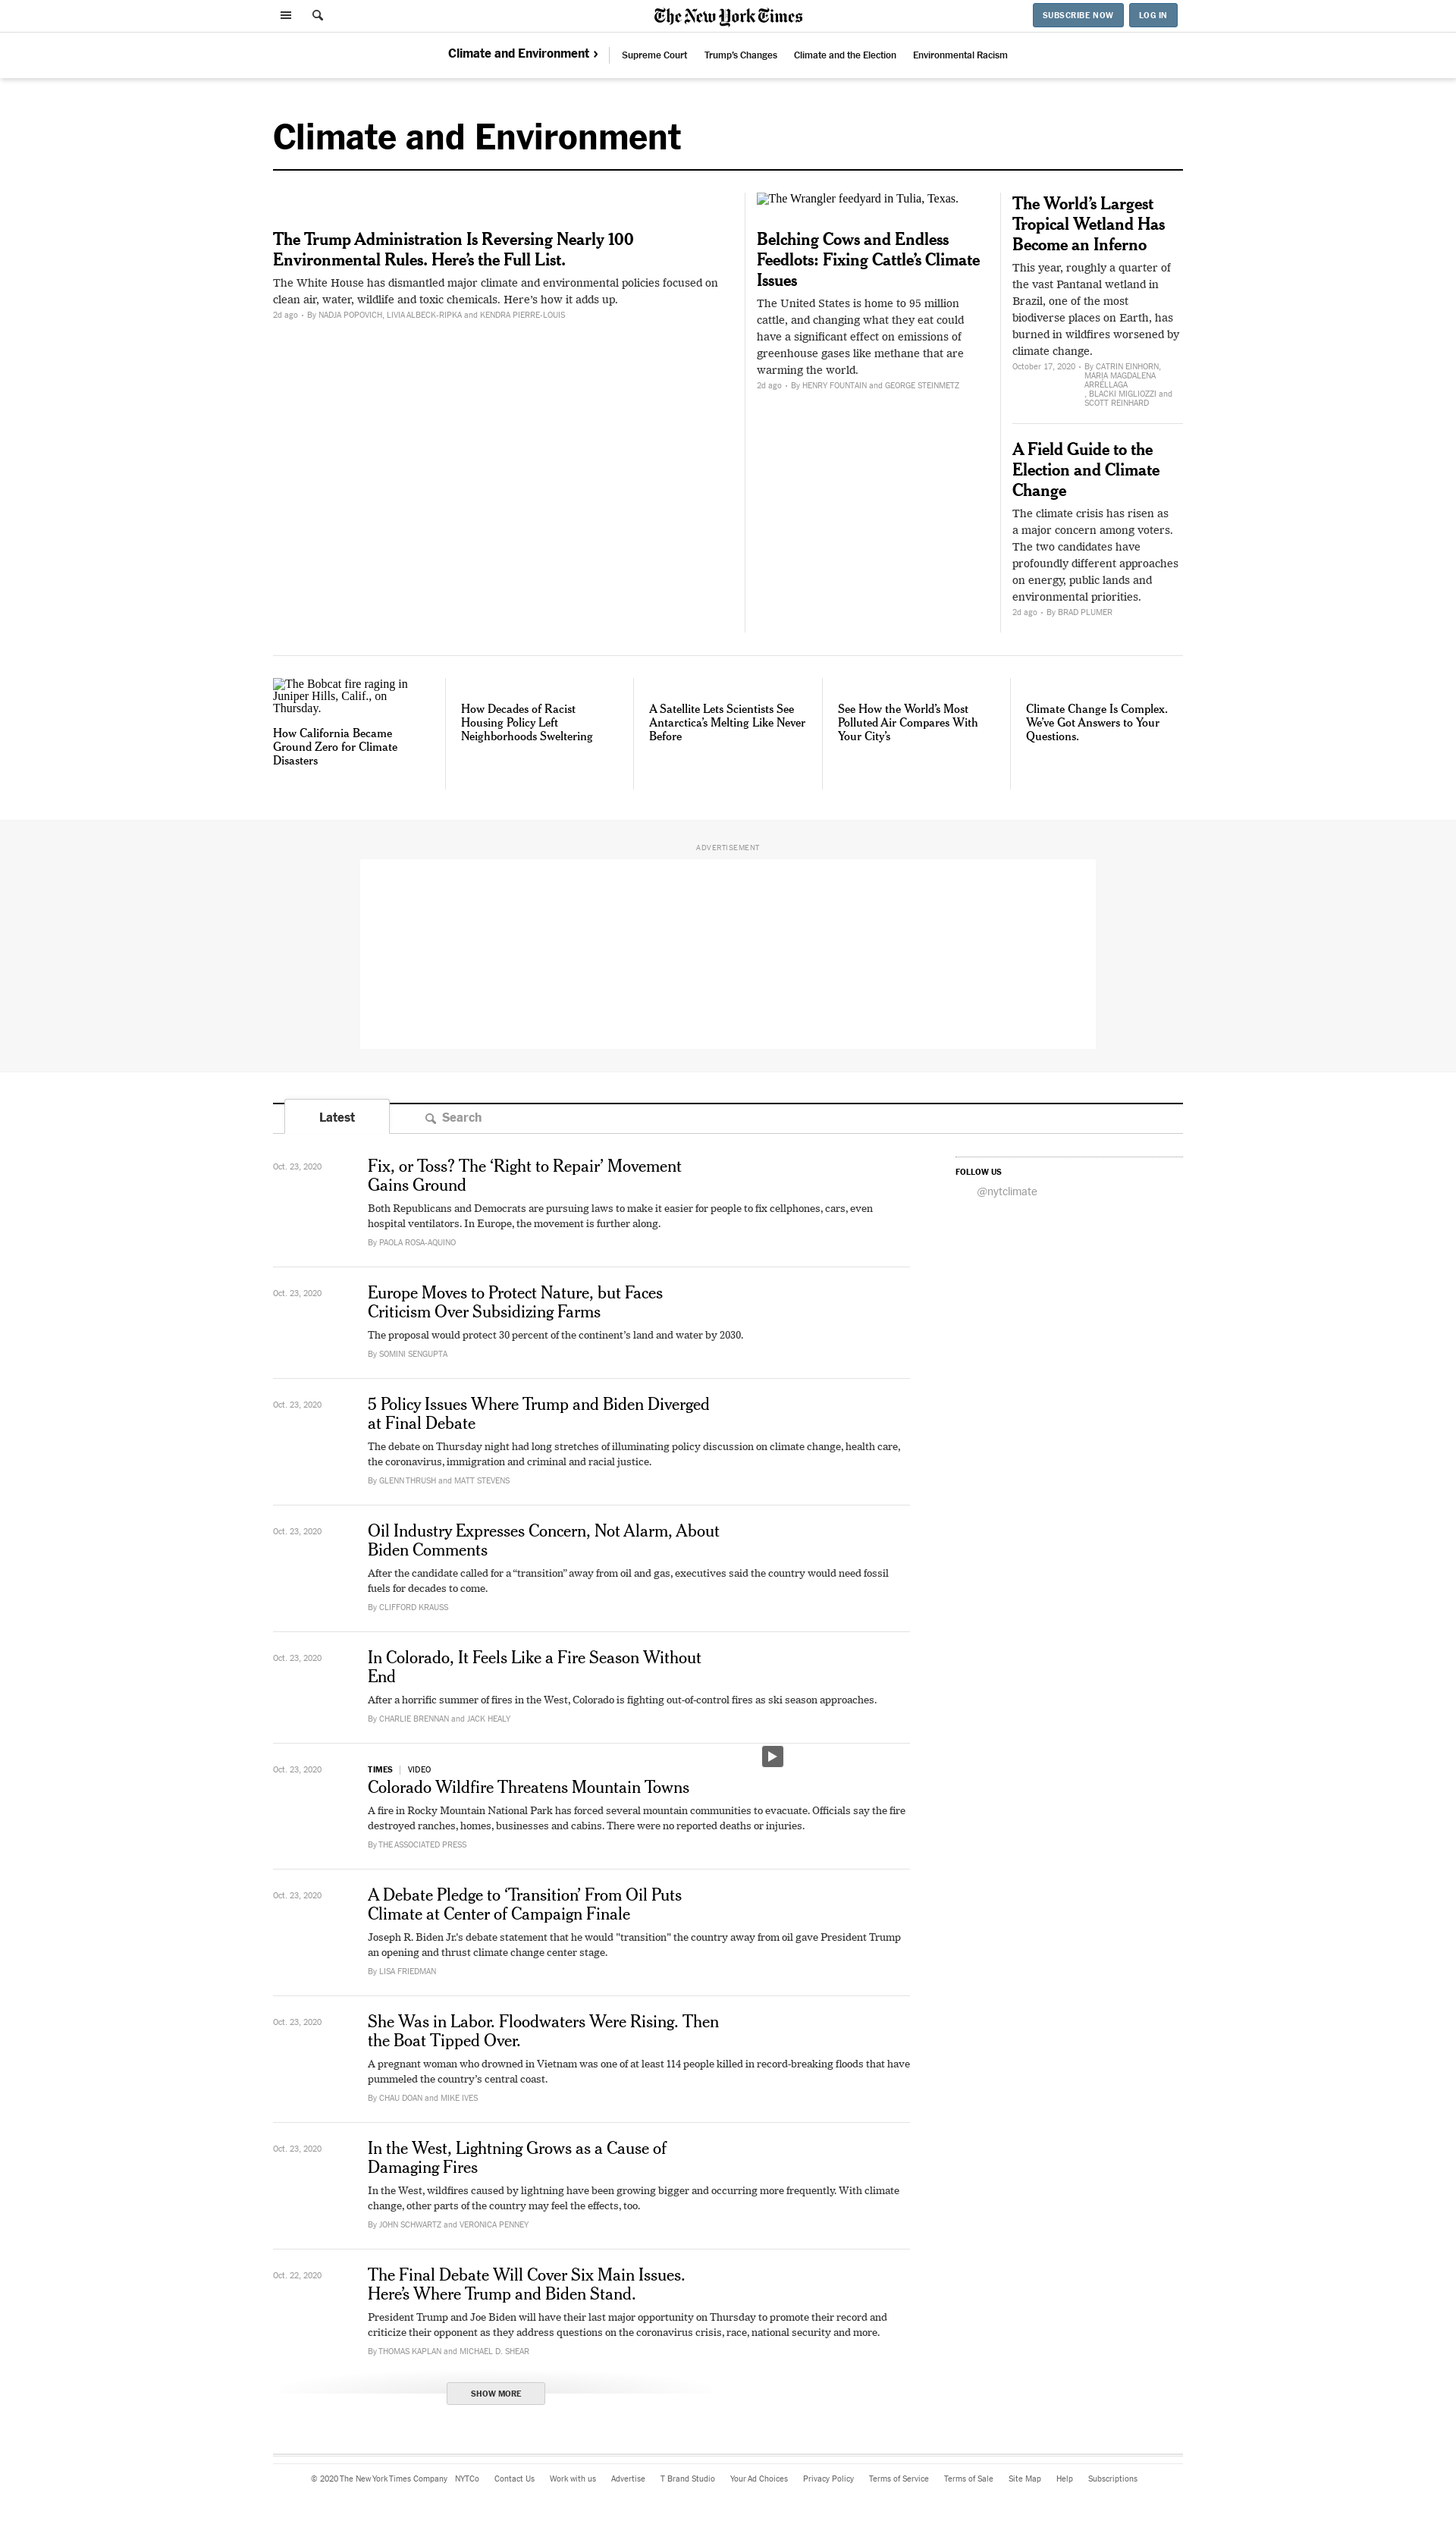 The New York Times
SUBSCRIBE NOW
LOG IN
Climate and Environment ›
Supreme Court
Trump's Changes
Climate and the Election
Environmental Racism
Climate and Environment
The Trump Administration Is Reversing Nearly 100
Environmental Rules. Here's the Full List.
The White House has dismantled major climate and environmental policies focused on
clean air, water, wildlife and toxic chemicals. Here's how it adds up.
2d ago • By NADJA POPOVICH, LIVIA ALBECK-RIPKA and KENDRA PIERRE-LOUIS
The Wrangler feedyard in Tulia, Texas.
Belching Cows and Endless
Feedlots: Fixing Cattle's Climate
Issues
The United States is home to 95 million
cattle, and changing what they eat could
have a significant effect on emissions of
greenhouse gases like methane that are
warming the world.
2d ago • By HENRY FOUNTAIN and GEORGE STEINMETZ
The World's Largest
Tropical Wetland Has
Become an Inferno
This year, roughly a quarter of
the vast Pantanal wetland in
Brazil, one of the most
biodiverse places on Earth, has
burned in wildfires worsened by
climate change.
October 17, 2020 • By CATRIN EINHORN,
MARIA MAGDALENA
ARRÉLLAGA
, BLACKI MIGLIOZZI and
SCOTT REINHARD
A Field Guide to the
Election and Climate
Change
The climate crisis has risen as
a major concern among voters.
The two candidates have
profoundly different approaches
on energy, public lands and
environmental priorities.
2d ago • By BRAD PLUMER
The Bobcat fire raging in
Juniper Hills, Calif., on
Thursday.
How California Became
Ground Zero for Climate
Disasters
How Decades of Racist
Housing Policy Left
Neighborhoods Sweltering
A Satellite Lets Scientists See
Antarctica's Melting Like Never
Before
See How the World's Most
Polluted Air Compares With
Your City's
Climate Change Is Complex.
We've Got Answers to Your
Questions.
ADVERTISEMENT
Latest
Search
FOLLOW US
@nytclimate
Oct. 23, 2020
Fix, or Toss? The 'Right to Repair' Movement
Gains Ground
Both Republicans and Democrats are pursuing laws to make it easier for people to fix cellphones, cars, even
hospital ventilators. In Europe, the movement is further along.
By PAOLA ROSA-AQUINO
Oct. 23, 2020
Europe Moves to Protect Nature, but Faces
Criticism Over Subsidizing Farms
The proposal would protect 30 percent of the continent's land and water by 2030.
By SOMINI SENGUPTA
Oct. 23, 2020
5 Policy Issues Where Trump and Biden Diverged
at Final Debate
The debate on Thursday night had long stretches of illuminating policy discussion on climate change, health care,
the coronavirus, immigration and criminal and racial justice.
By GLENN THRUSH and MATT STEVENS
Oct. 23, 2020
Oil Industry Expresses Concern, Not Alarm, About
Biden Comments
After the candidate called for a “transition” away from oil and gas, executives said the country would need fossil
fuels for decades to come.
By CLIFFORD KRAUSS
Oct. 23, 2020
In Colorado, It Feels Like a Fire Season Without
End
After a horrific summer of fires in the West, Colorado is fighting out-of-control fires as ski season approaches.
By CHARLIE BRENNAN and JACK HEALY
Oct. 23, 2020
TIMES | VIDEO
Colorado Wildfire Threatens Mountain Towns
A fire in Rocky Mountain National Park has forced several mountain communities to evacuate. Officials say the fire
destroyed ranches, homes, businesses and cabins. There were no reported deaths or injuries.
By THE ASSOCIATED PRESS
Oct. 23, 2020
A Debate Pledge to 'Transition' From Oil Puts
Climate at Center of Campaign Finale
Joseph R. Biden Jr.'s debate statement that he would "transition" the country away from oil gave President Trump
an opening and thrust climate change center stage.
By LISA FRIEDMAN
Oct. 23, 2020
She Was in Labor. Floodwaters Were Rising. Then
the Boat Tipped Over.
A pregnant woman who drowned in Vietnam was one of at least 114 people killed in record-breaking floods that have
pummeled the country's central coast.
By CHAU DOAN and MIKE IVES
Oct. 23, 2020
In the West, Lightning Grows as a Cause of
Damaging Fires
In the West, wildfires caused by lightning have been growing bigger and occurring more frequently. With climate
change, other parts of the country may feel the effects, too.
By JOHN SCHWARTZ and VERONICA PENNEY
Oct. 22, 2020
The Final Debate Will Cover Six Main Issues.
Here's Where Trump and Biden Stand.
President Trump and Joe Biden will have their last major opportunity on Thursday to promote their record and
criticize their opponent as they address questions on the coronavirus crisis, race, national security and more.
By THOMAS KAPLAN and MICHAEL D. SHEAR
SHOW MORE
© 2020 The New York Times Company NYTCo Contact Us Work with us Advertise T Brand Studio Your Ad Choices Privacy Policy Terms of Service Terms of Sale Site Map Help Subscriptions